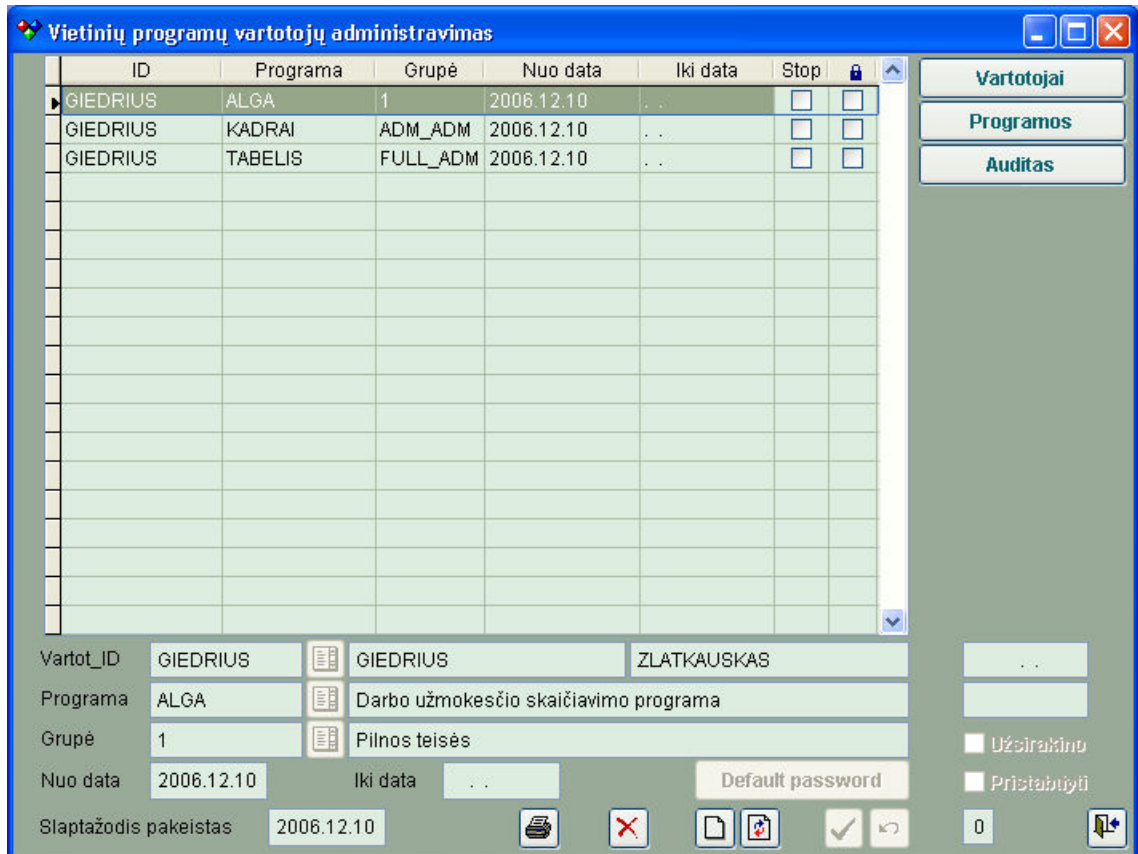 Vietinių programų vartotojų administravimas
ID Programa Grupė Nuo data Iki data Stop
GIEDRIUS ALGA 1 2006.12.10 . .
GIEDRIUS KADRAI ADM_ADM 2006.12.10 . .
GIEDRIUS TABELIS FULL_ADM 2006.12.10 . .
Vartotojai
Programos
Auditas
Vartot_ID GIEDRIUS GIEDRIUS ZLATKAUSKAS . .
Programa ALGA Darbo užmokesčio skaičiavimo programa
Grupė 1 Pilnos teisės Užsirakino
Nuo data 2006.12.10 Iki data . . Default password Pristabdyti
Slaptažodis pakeistas 2006.12.10 0